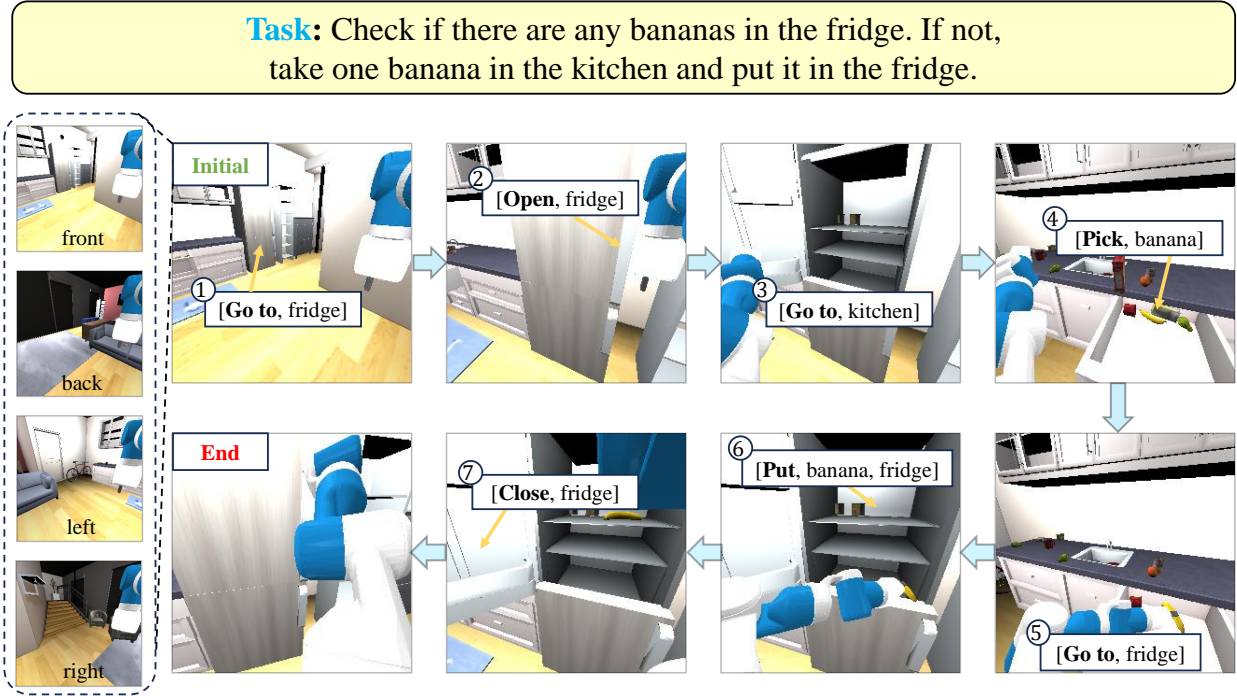 Task: Check if there are any bananas in the fridge. If not,
take one banana in the kitchen and put it in the fridge.
front
back
left
right
Initial
①
[Go to, fridge]
②
[Open, fridge]
③
[Go to, kitchen]
④
[Pick, banana]
⑤
[Go to, fridge]
⑥
[Put, banana, fridge]
⑦
[Close, fridge]
End